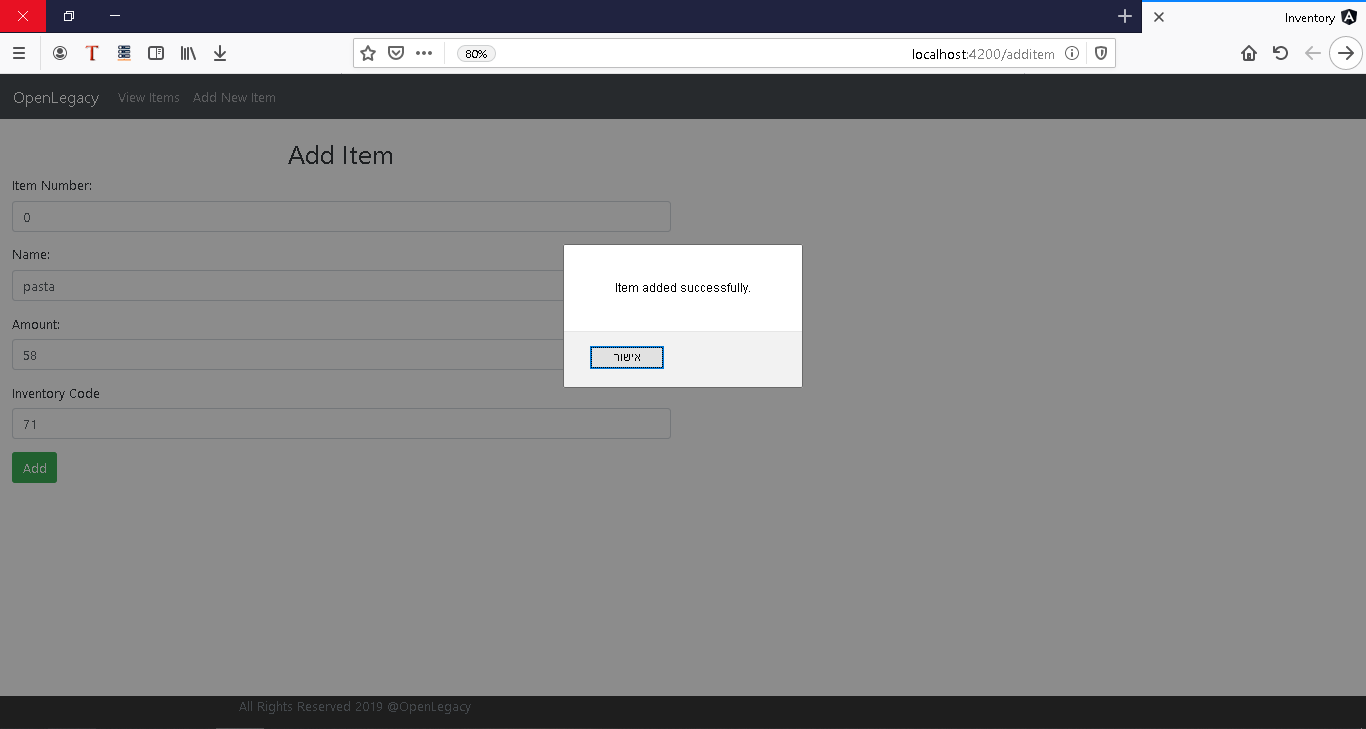 Inventory
80%
localhost:4200/additem
OpenLegacy View Items Add New Item
Add Item
Item Number:
0
Name:
pasta
Amount:
58
Inventory Code
71
Add
Item added successfully.
אישור
All Rights Reserved 2019 @OpenLegacy